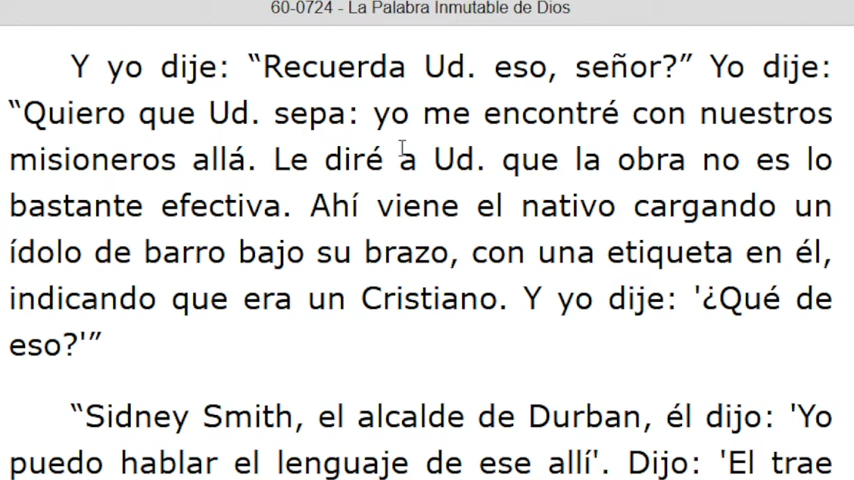 60-0724 - La Palabra Inmutable de Dios
Y yo dije: “Recuerda Ud. eso, señor?” Yo dije:
“Quiero que Ud. sepa: yo me encontré con nuestros
misioneros allá. Le diré a Ud. que la obra no es lo
bastante efectiva. Ahí viene el nativo cargando un
ídolo de barro bajo su brazo, con una etiqueta en él,
indicando que era un Cristiano. Y yo dije: '¿Qué de
eso?'”
“Sidney Smith, el alcalde de Durban, él dijo: 'Yo
puedo hablar el lenguaje de ese allí'. Dijo: 'El trae